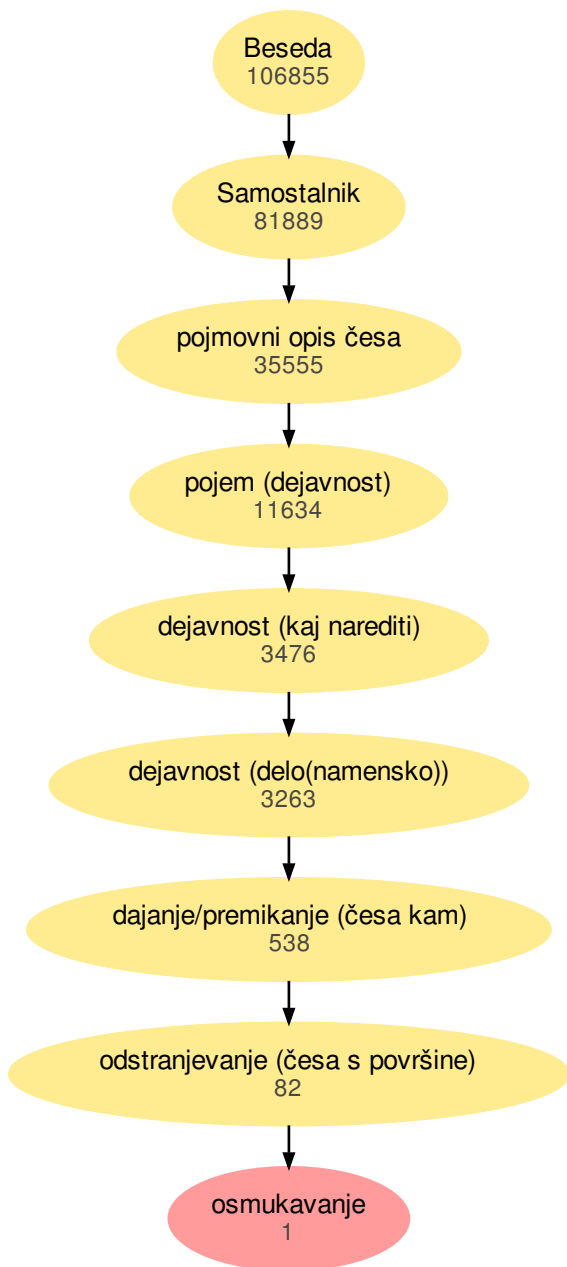 Beseda
106855
Samostalnik
81889
pojmovni opis česa
35555
pojem (dejavnost)
11634
dejavnost (kaj narediti)
3476
dejavnost (delo(namensko))
3263
dajanje/premikanje (česa kam)
538
odstranjevanje (česa s površine)
82
osmukavanje
1